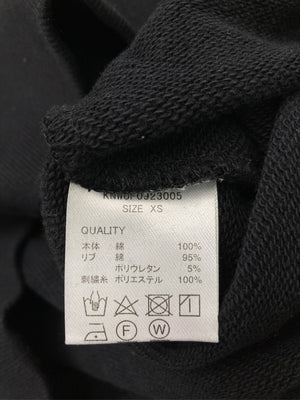 SIZE XS
QUALITY
本体 綿 100%
リブ 綿 95%
ポリウレタン 5%
刺繍糸 ポリエステル 100%
F W